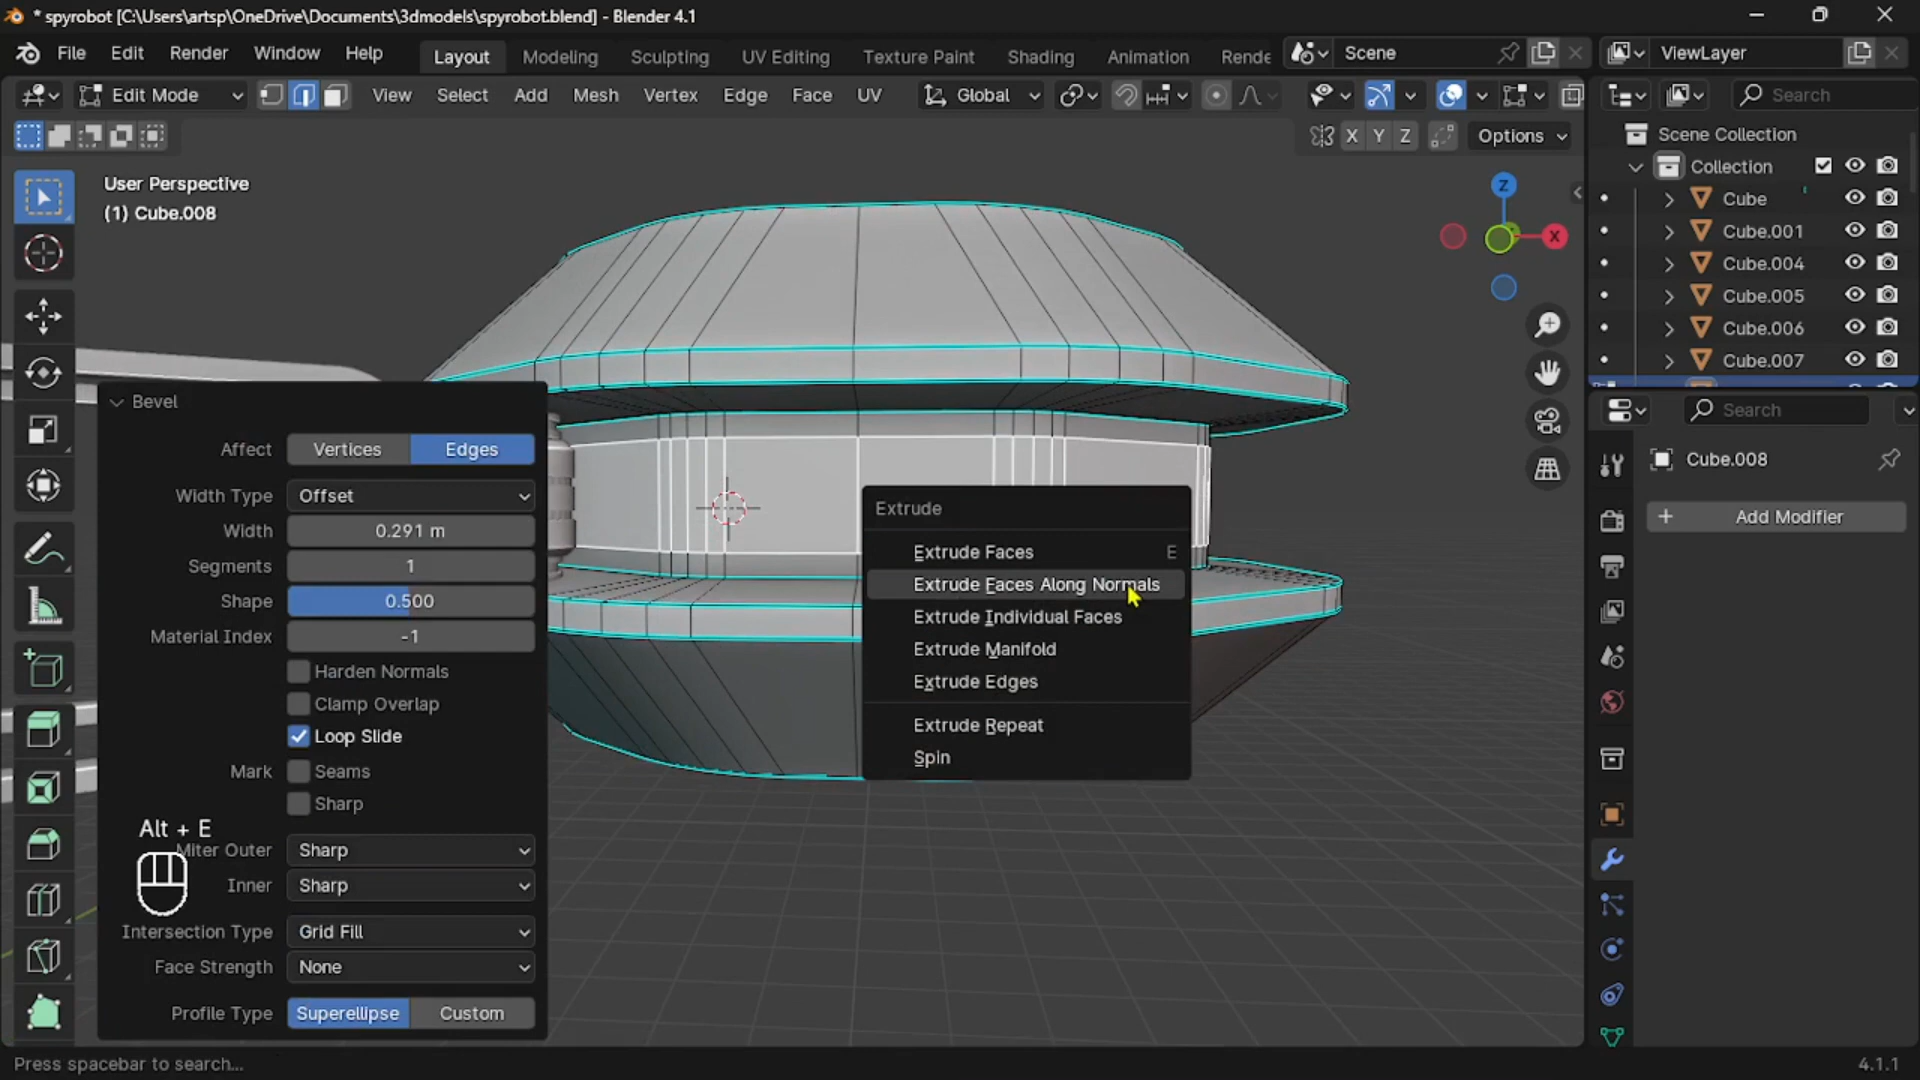 * spyrobot [C:\Users\artsp\OneDrive\Documents\3dmodels\spyrobot.blend] - Blender 4.1
File Edit Render Window Help Layout Modeling Sculpting UV Editing Texture Paint Shading Animation Rende Scene ViewLayer
Edit Mode View Select Add Mesh Vertex Edge Face UV Global Search
X Y Z Options
User Perspective
(1) Cube.008
Z
X
Scene Collection
Collection
Cube
Cube.001
Cube.004
Cube.005
Cube.006
Cube.007
Search
Cube.008
+ Add Modifier
Bevel
Affect Vertices Edges
Width Type Offset
Width 0.291 m
Segments 1
Shape 0.500
Material Index -1
Harden Normals
Clamp Overlap
Loop Slide
Mark Seams
Sharp
Alt + E
Miter Outer Sharp
Inner Sharp
Intersection Type Grid Fill
Face Strength None
Profile Type Superellipse Custom
Extrude
Extrude Faces E
Extrude Faces Along Normals
Extrude Individual Faces
Extrude Manifold
Extrude Edges
Extrude Repeat
Spin
Press spacebar to search...
4.1.1